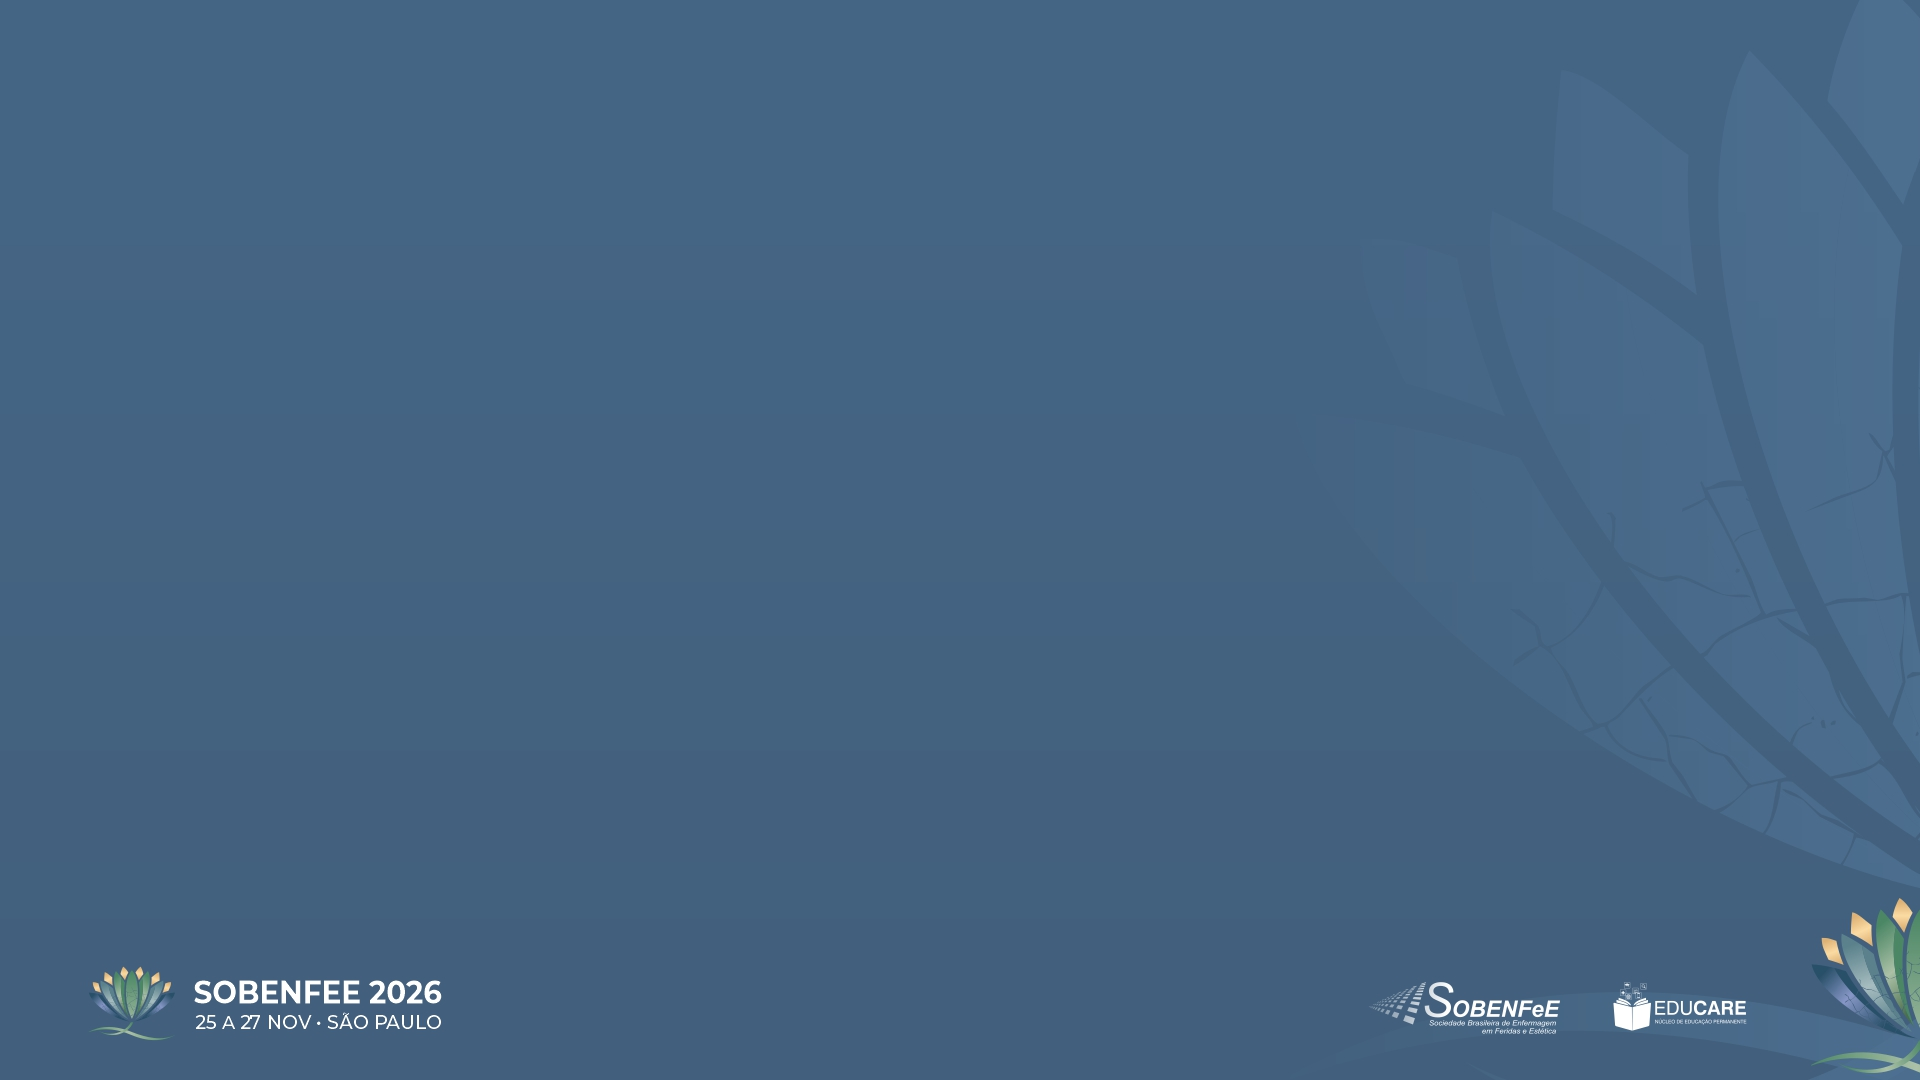 SOBENFEE 2026
25 A 27 NOV • SÃO PAULO
SOBENFeE
Sociedade Brasileira de Enfermagem
em Feridas e Estética
EDUCARE
NÚCLEO DE EDUCAÇÃO PERMANENTE